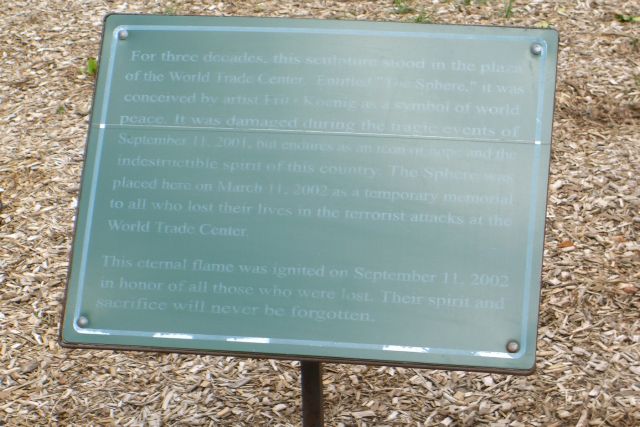 For three decades, this sculpture stood in the plaza
of the World Trade Center. Entitled "The Sphere," it was
conceived by artist Fritz Koenig as a symbol of world
peace. It was damaged during the tragic events of
September 11, 2001, but endures as an icon of hope and the
indestructible spirit of this country. The Sphere was
placed here on March 11, 2002 as a temporary memorial
to all who lost their lives in the terrorist attacks at the
World Trade Center.
This eternal flame was ignited on September 11, 2002
in honor of all those who were lost. Their spirit and
sacrifice will never be forgotten.